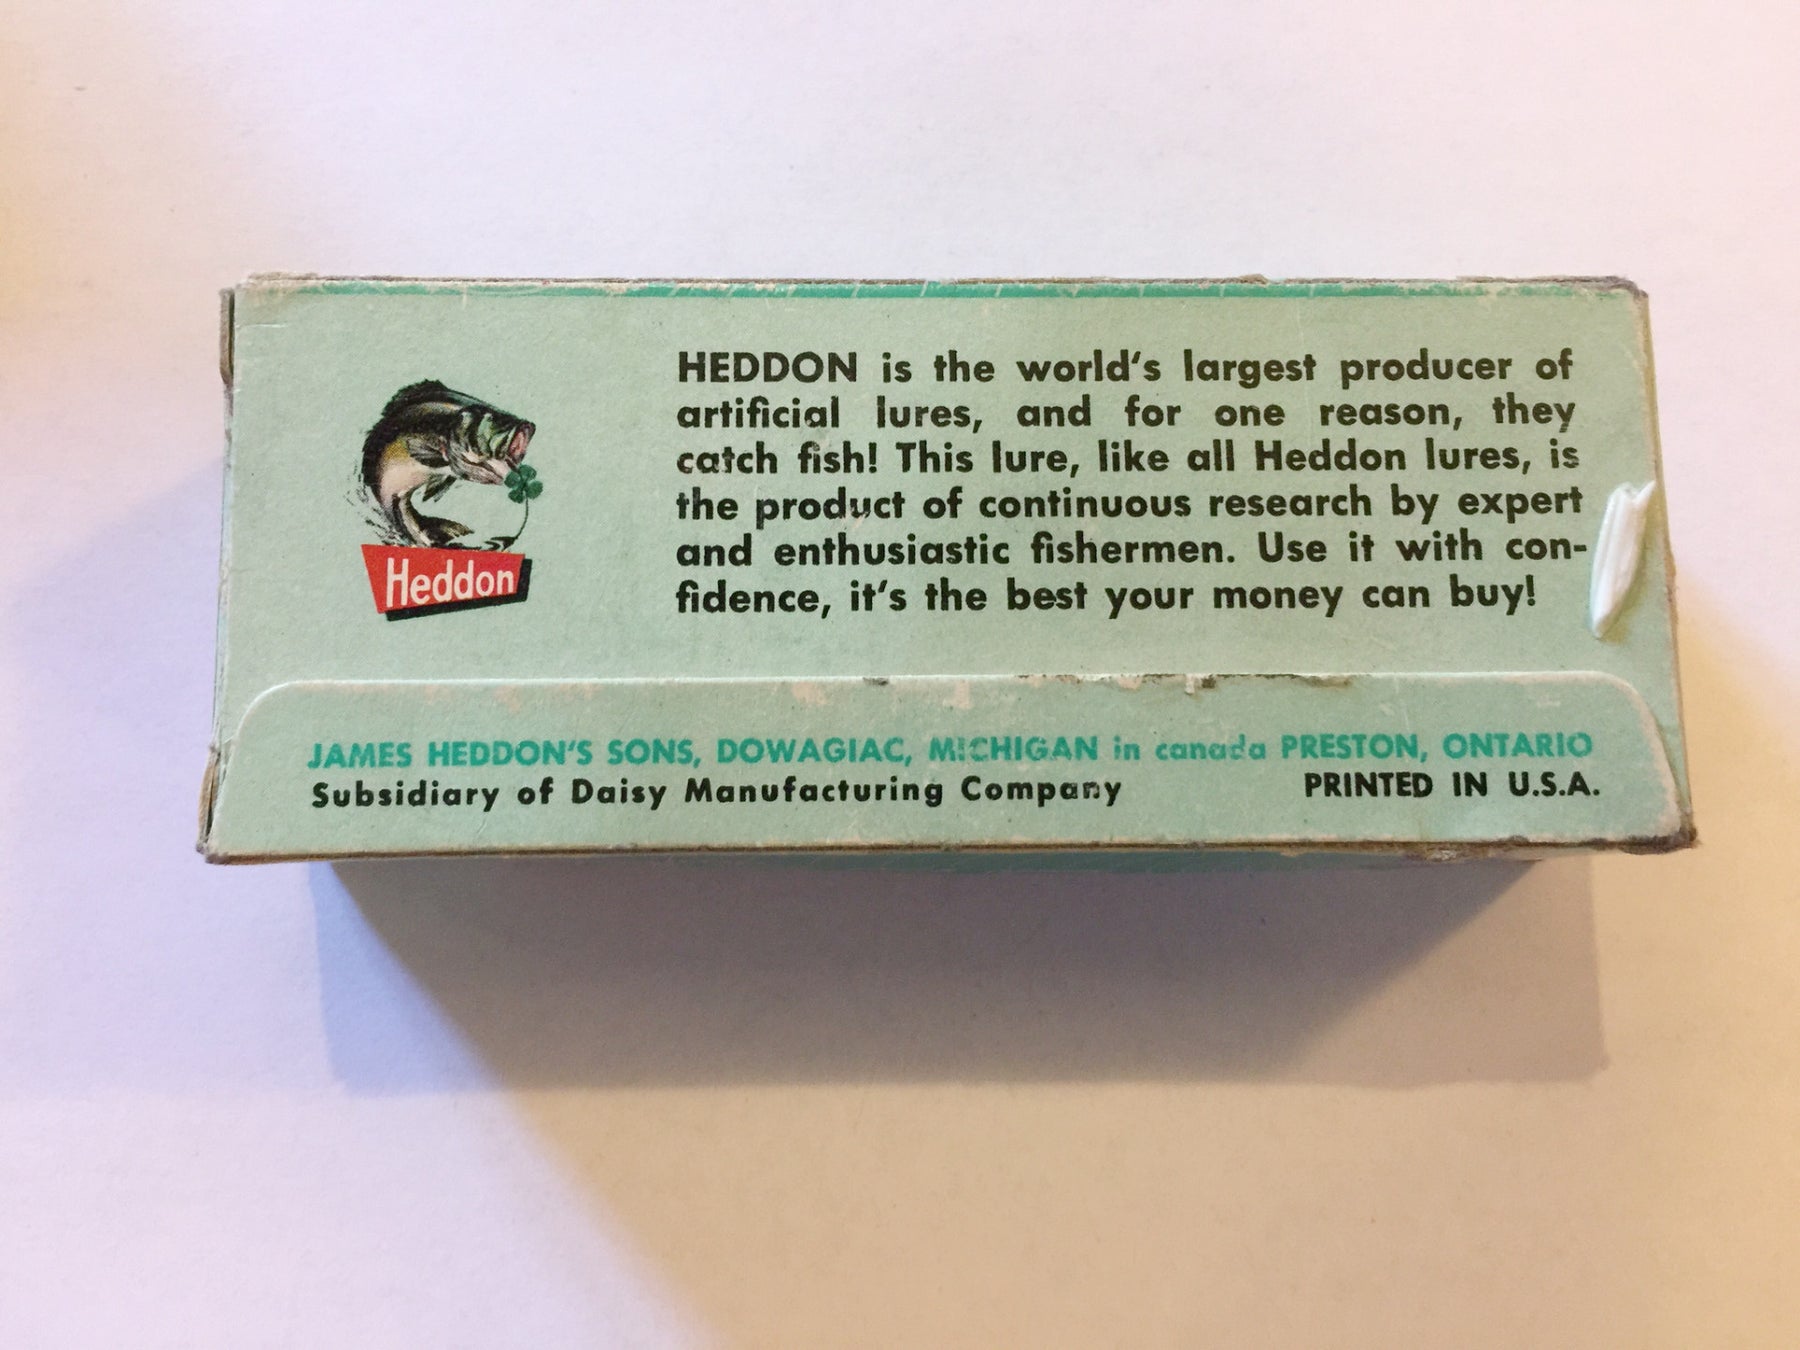 HEDDON is the world's largest producer of
artificial lures, and for one reason, they
catch fish! This lure, like all Heddon lures, is
the product of continuous research by expert
and enthusiastic fishermen. Use it with con-
fidence, it's the best your money can buy!
Heddon
JAMES HEDDON'S SONS, DOWAGIAC, MICHIGAN in canada PRESTON, ONTARIO
Subsidiary of Daisy Manufacturing Company PRINTED IN U.S.A.